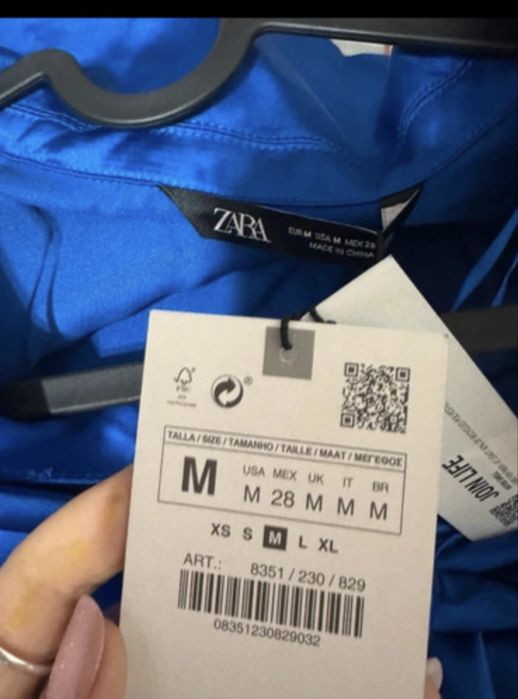 ZARA
EUR M USA M MEX 28
MADE IN CHINA
FSC
®
TALLA / SIZE / TAMANHO / TAILLE / MAAT / ΜΕΓΕΘΟΣ
M
USA MEX UK IT BR
M 28 M M M
XS S M L XL
ART.: 8351 / 230 / 829
08351230829032
JOIN LIFE